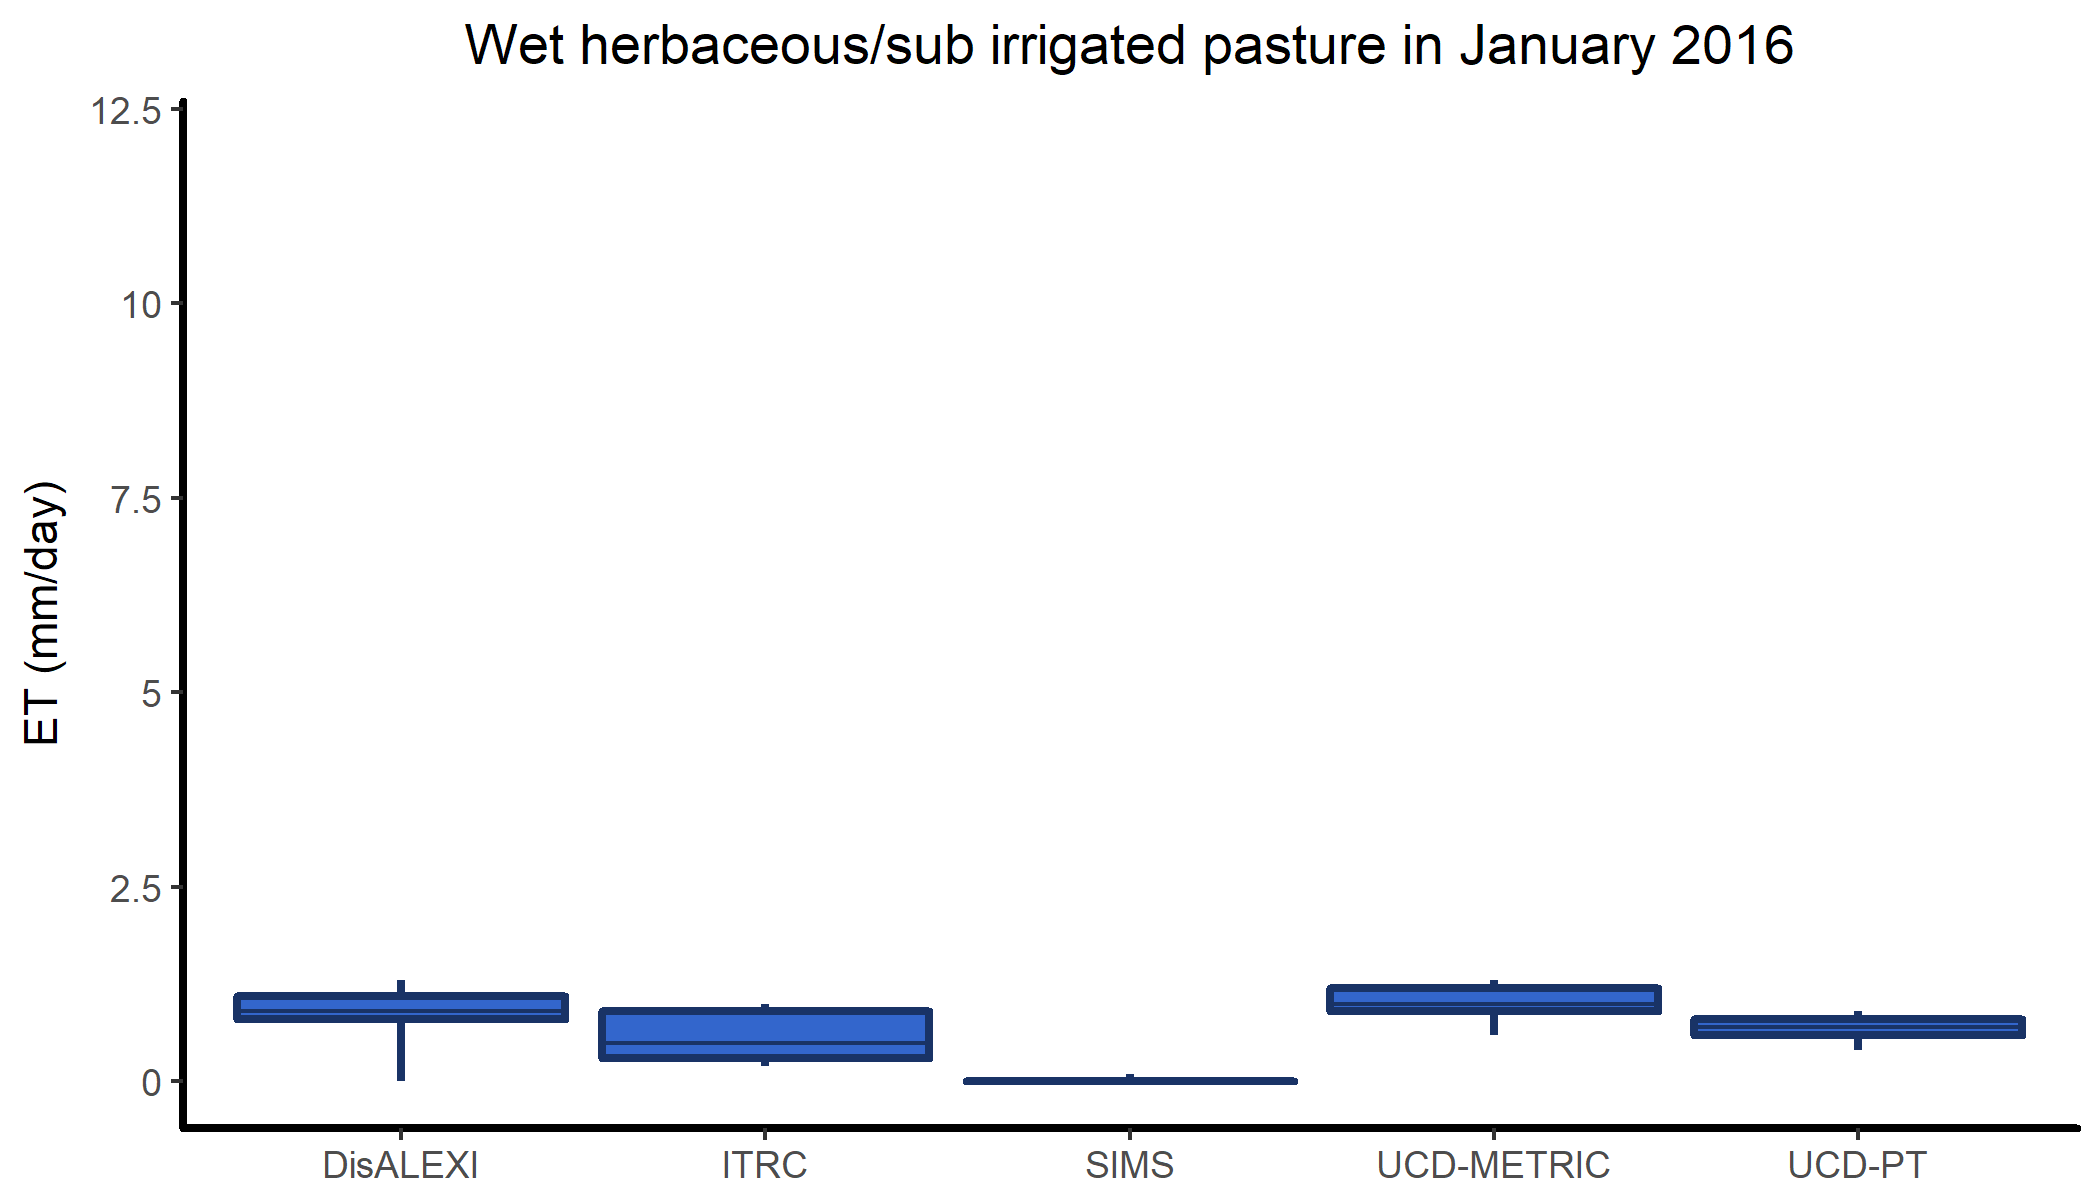 Wet herbaceous/sub irrigated pasture in January 2016
12.5
10
7.5
5
2.5
0
ET (mm/day)
DisALEXI ITRC SIMS UCD-METRIC UCD-PT